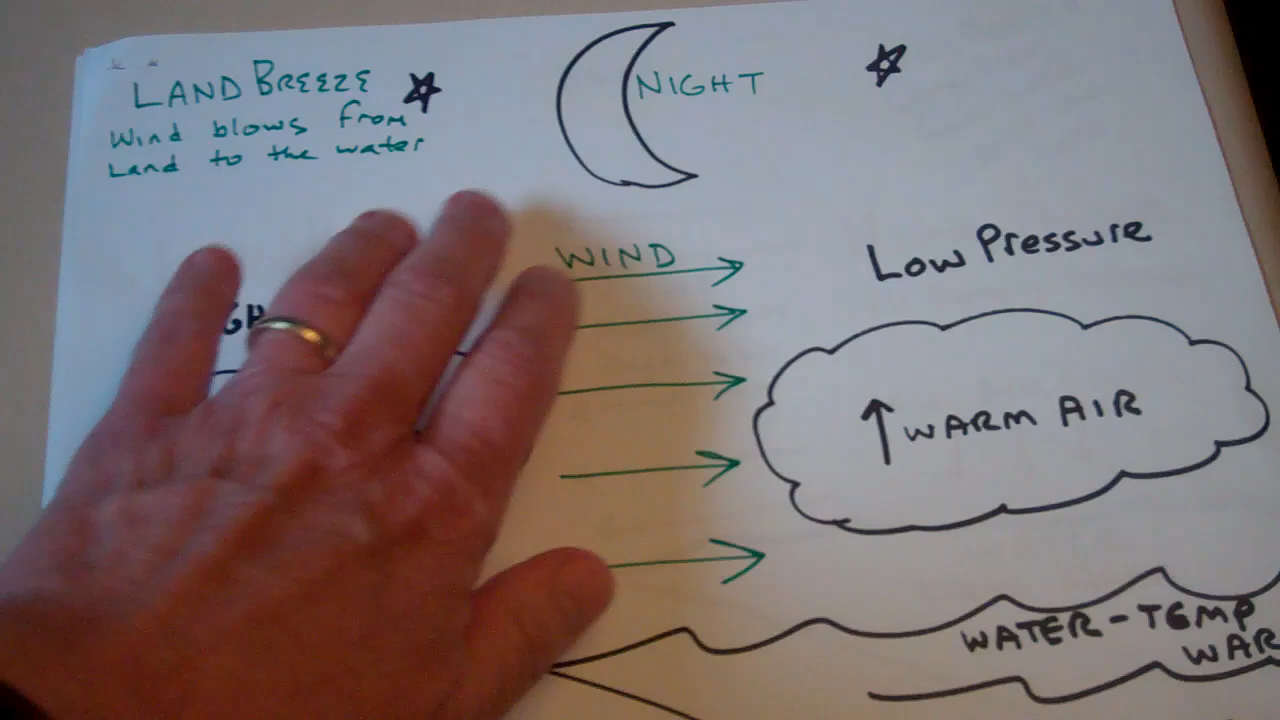 LAND BREEZE
Wind blows from
Land to the water
NIGHT
WIND
Low Pressure
↑ WARM AIR
WATER-TEMP